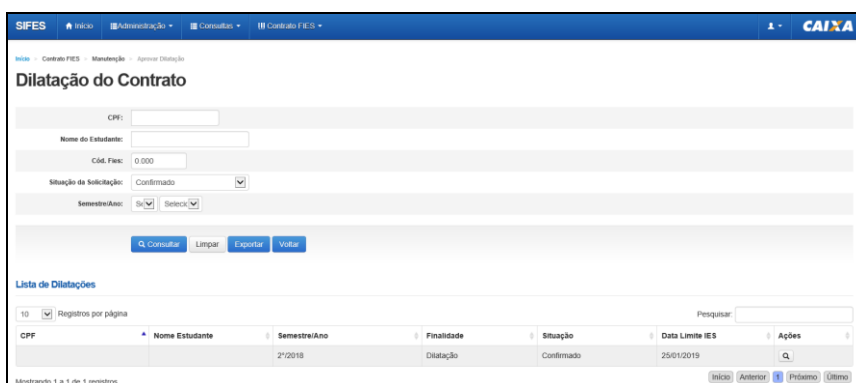 SIFES Início Administração Consultas Contrato FIES CAIXA
Início > Contrato FIES > Manutenção > Aprovar Dilatação
Dilatação do Contrato
CPF:
Nome do Estudante:
Cód. Fies: 0.000
Situação da Solicitação: Confirmado
Semestre/Ano: Se Selecio
Consultar Limpar Exportar Voltar
Lista de Dilatações
10 Registros por página Pesquisar:
CPF Nome Estudante Semestre/Ano Finalidade Situação Data Limite IES Ações
2º/2018 Dilatação Confirmado 25/01/2019
Mostrando 1 a 1 de 1 registros Início Anterior 1 Próximo Último